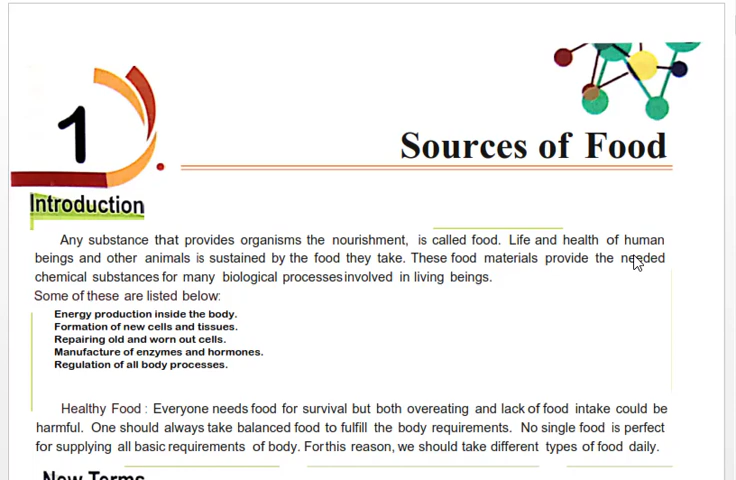 1
Sources of Food
Introduction
Any substance that provides organisms the nourishment, is called food. Life and health of human
beings and other animals is sustained by the food they take. These food materials provide the needed
chemical substances for many biological processes involved in living beings.
Some of these are listed below:
Energy production inside the body.
Formation of new cells and tissues.
Repairing old and worn out cells.
Manufacture of enzymes and hormones.
Regulation of all body processes.
Healthy Food : Everyone needs food for survival but both overeating and lack of food intake could be
harmful. One should always take balanced food to fulfill the body requirements. No single food is perfect
for supplying all basic requirements of body. For this reason, we should take different types of food daily.
New Terms